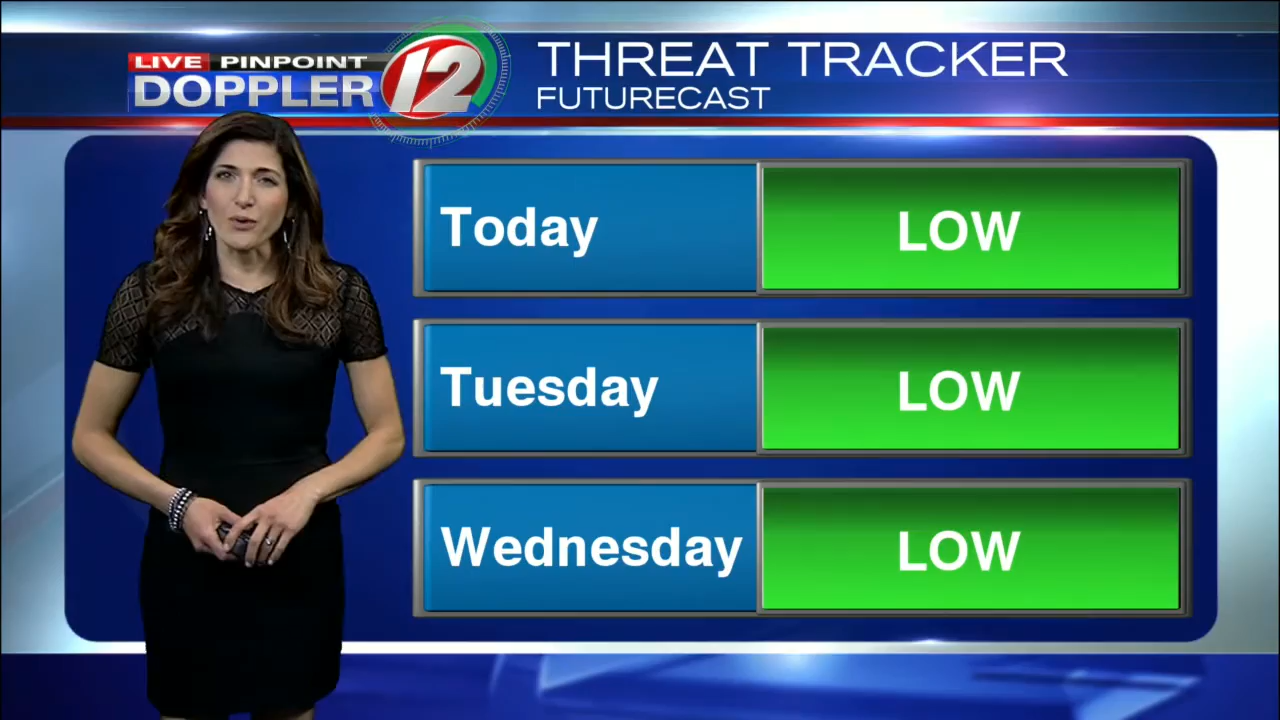 LIVE PINPOINT
DOPPLER 12
THREAT TRACKER
FUTURECAST
Today LOW
Tuesday LOW
Wednesday LOW